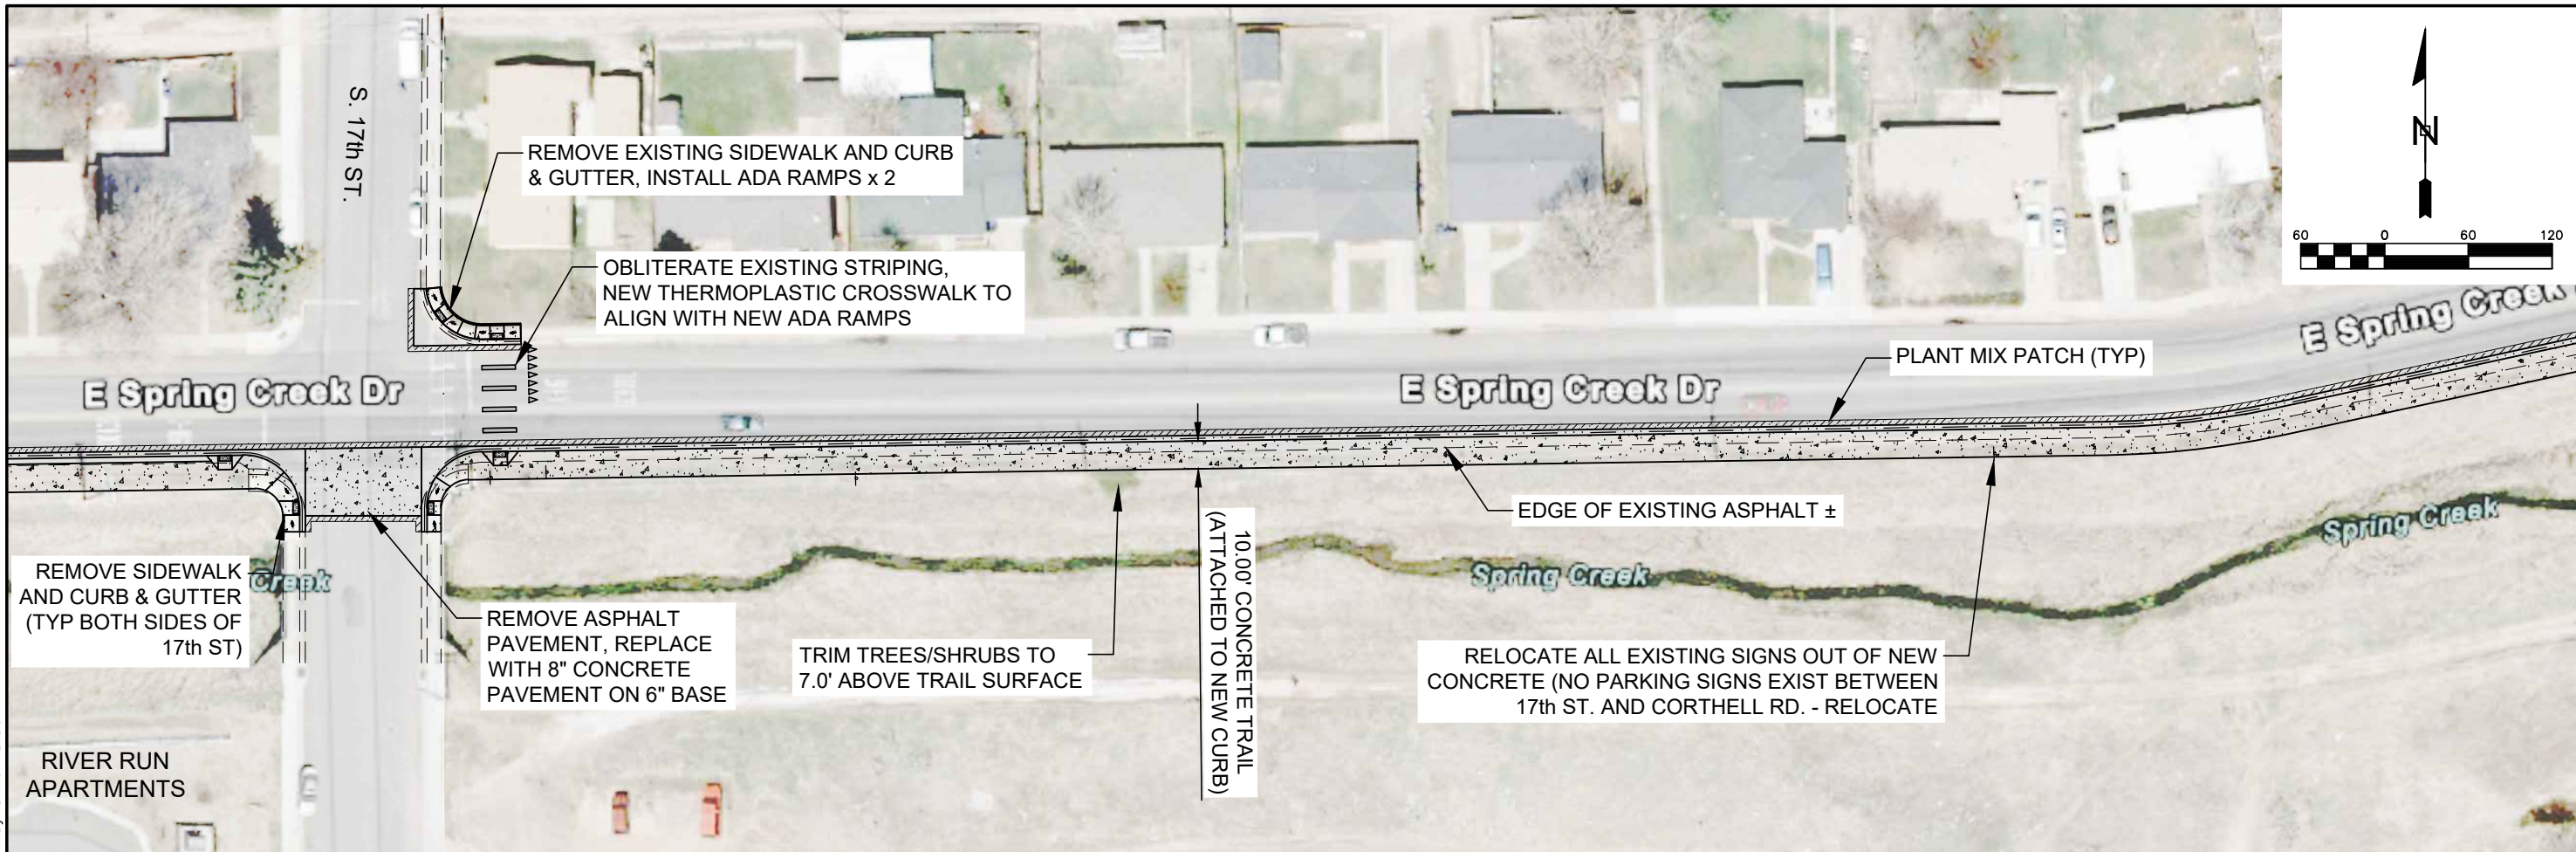 S. 17th ST.
REMOVE EXISTING SIDEWALK AND CURB
& GUTTER, INSTALL ADA RAMPS x 2
OBLITERATE EXISTING STRIPING,
NEW THERMOPLASTIC CROSSWALK TO
ALIGN WITH NEW ADA RAMPS
N
60 0 60 120
E Spring Creek
PLANT MIX PATCH (TYP)
E Spring Creek Dr
E Spring Creek Dr
EDGE OF EXISTING ASPHALT ±
Spring Creek
Spring Creek
Creek
REMOVE SIDEWALK
AND CURB & GUTTER
(TYP BOTH SIDES OF
17th ST)
REMOVE ASPHALT
PAVEMENT, REPLACE
WITH 8" CONCRETE
PAVEMENT ON 6" BASE
TRIM TREES/SHRUBS TO
7.0' ABOVE TRAIL SURFACE
10.00' CONCRETE TRAIL
(ATTACHED TO NEW CURB)
RELOCATE ALL EXISTING SIGNS OUT OF NEW
CONCRETE (NO PARKING SIGNS EXIST BETWEEN
17th ST. AND CORTHELL RD. - RELOCATE
RIVER RUN
APARTMENTS